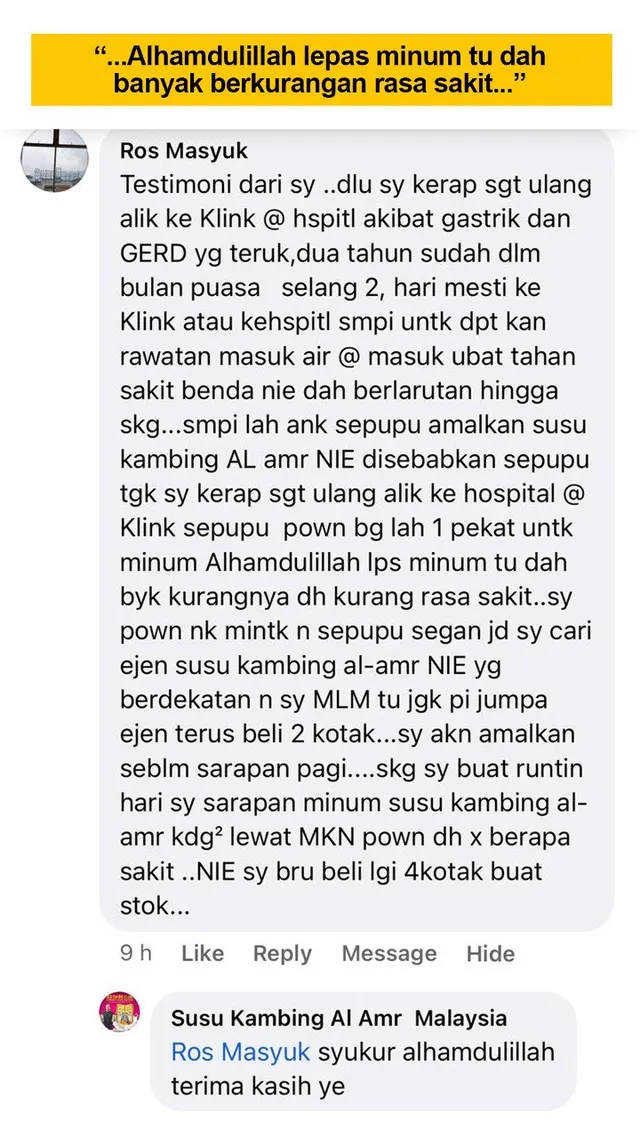 “...Alhamdulillah lepas minum tu dah
banyak berkurangan rasa sakit...”
Ros Masyuk
Testimoni dari sy ..dlu sy kerap sgt ulang
alik ke Klink @ hspitl akibat gastrik dan
GERD yg teruk,dua tahun sudah dlm
bulan puasa   selang 2, hari mesti ke
Klink atau kehspitl smpi untk dpt kan
rawatan masuk air @ masuk ubat tahan
sakit benda nie dah berlarutan hingga
skg...smpi lah ank sepupu amalkan susu
kambing AL amr NIE disebabkan sepupu
tgk sy kerap sgt ulang alik ke hospital @
Klink sepupu  pown bg lah 1 pekat untk
minum Alhamdulillah lps minum tu dah
byk kurangnya dh kurang rasa sakit..sy
pown nk mintk n sepupu segan jd sy cari
ejen susu kambing al-amr NIE yg
berdekatan n sy MLM tu jgk pi jumpa
ejen terus beli 2 kotak...sy akn amalkan
seblm sarapan pagi....skg sy buat runtin
hari sy sarapan minum susu kambing al-
amr kdg² lewat MKN pown dh x berapa
sakit ..NIE sy bru beli lgi 4kotak buat
stok...
9 h Like Reply Message Hide
Susu Kambing Al Amr  Malaysia
Ros Masyuk syukur alhamdulillah
terima kasih ye